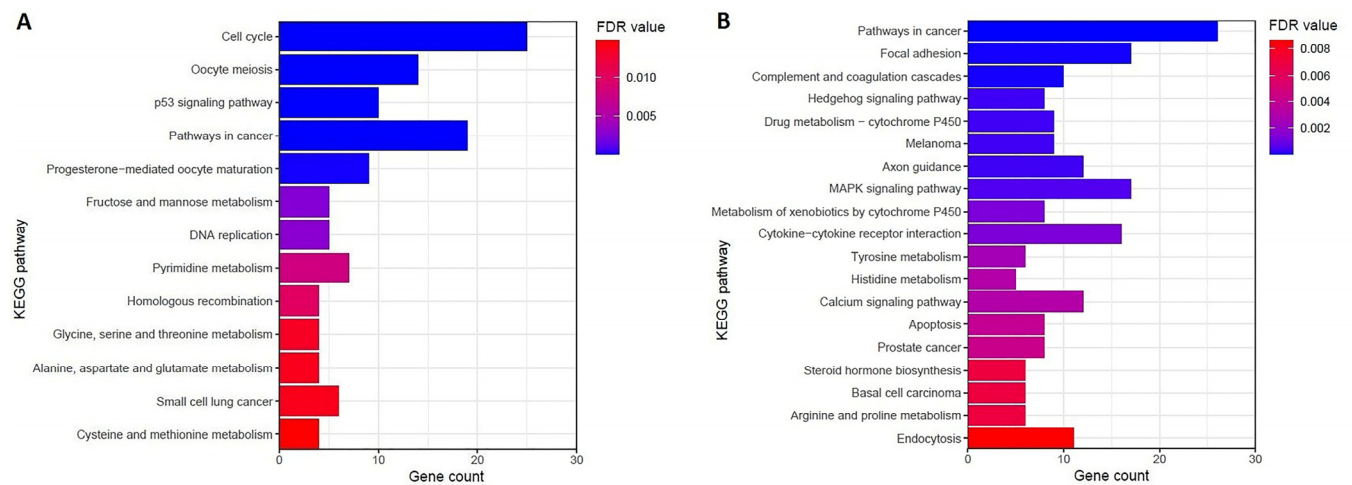 A
FDR value
Cell cycle
Oocyte meiosis
p53 signaling pathway
Pathways in cancer
Progesterone−mediated oocyte maturation
Fructose and mannose metabolism
DNA replication
Pyrimidine metabolism
Homologous recombination
Glycine, serine and threonine metabolism
Alanine, aspartate and glutamate metabolism
Small cell lung cancer
Cysteine and methionine metabolism
KEGG pathway
0.010
0.005
0 10 20 30
Gene count
B
FDR value
Pathways in cancer
Focal adhesion
Complement and coagulation cascades
Hedgehog signaling pathway
Drug metabolism − cytochrome P450
Melanoma
Axon guidance
MAPK signaling pathway
Metabolism of xenobiotics by cytochrome P450
Cytokine−cytokine receptor interaction
Tyrosine metabolism
Histidine metabolism
Calcium signaling pathway
Apoptosis
Prostate cancer
Steroid hormone biosynthesis
Basal cell carcinoma
Arginine and proline metabolism
Endocytosis
KEGG pathway
0.008
0.006
0.004
0.002
0 10 20 30
Gene count